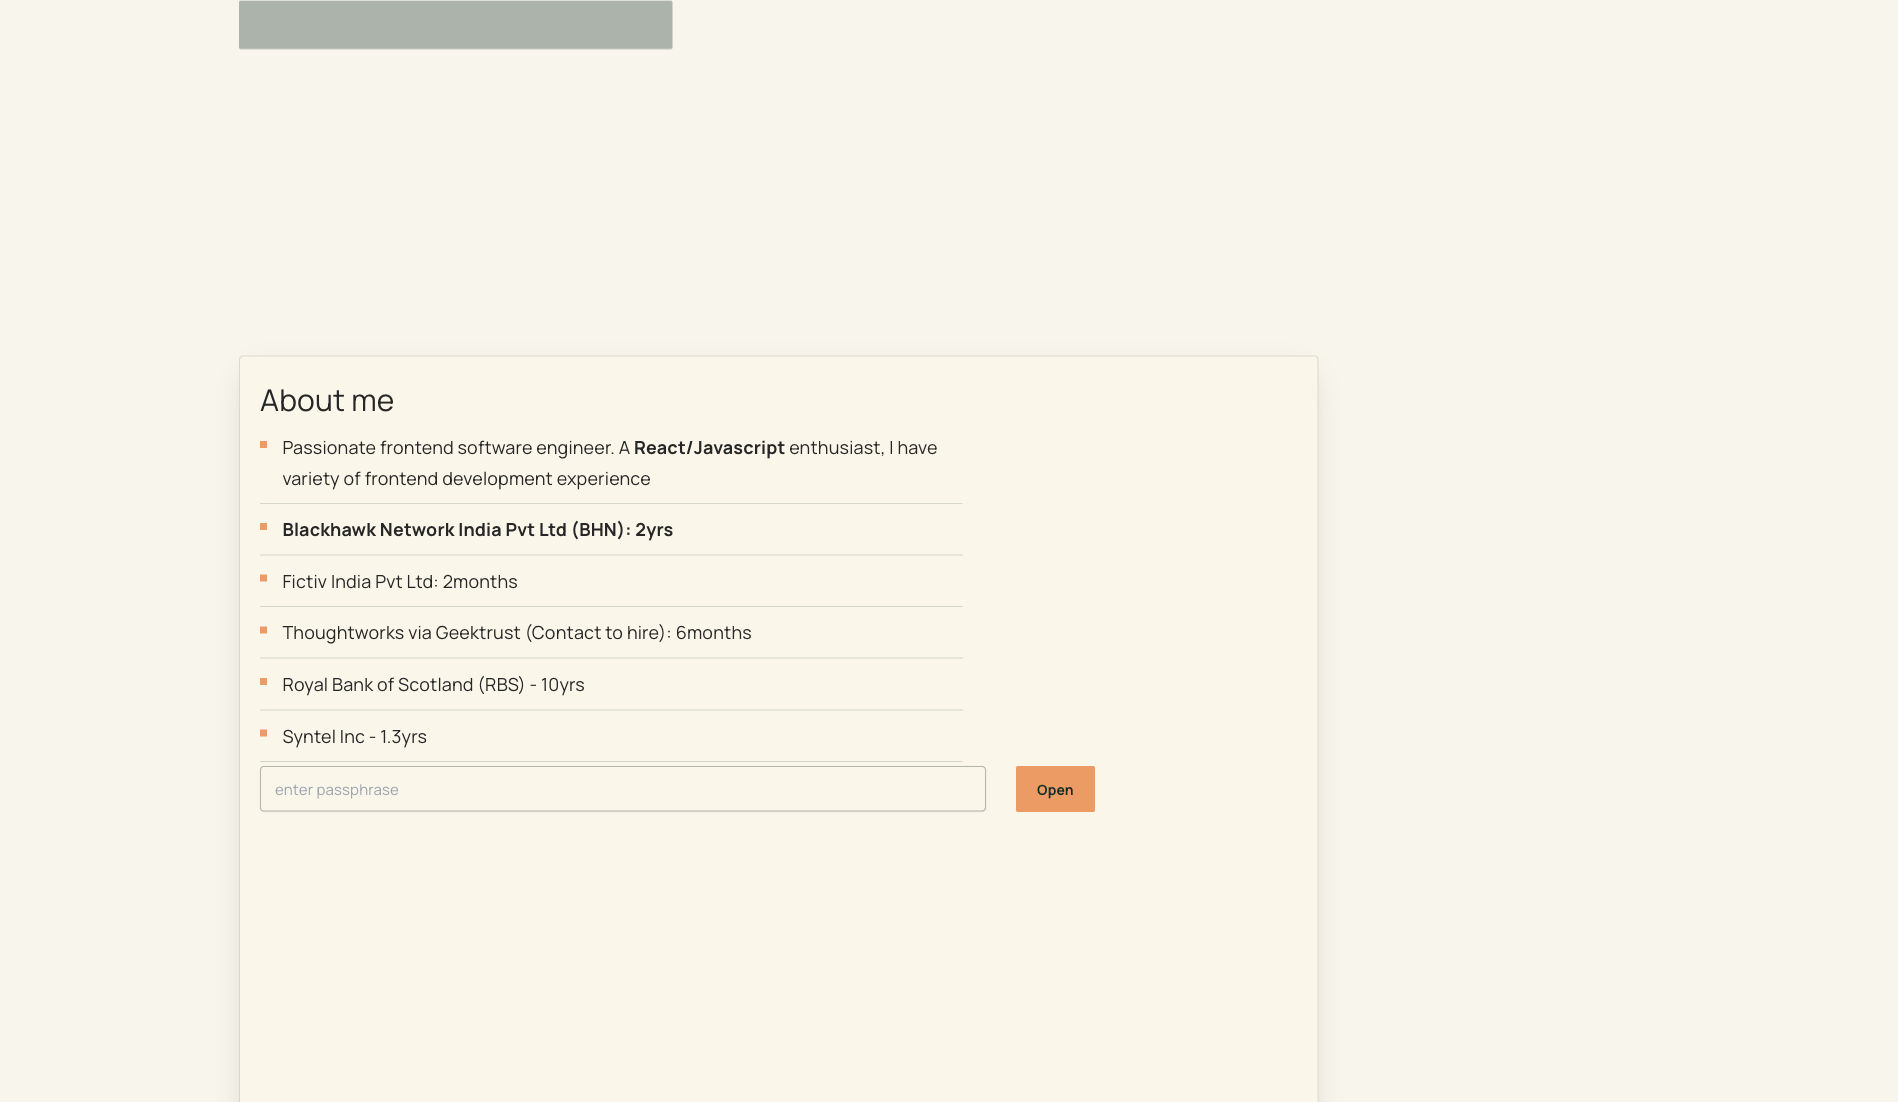 About me
Passionate frontend software engineer. A React/Javascript enthusiast, I have
variety of frontend development experience
Blackhawk Network India Pvt Ltd (BHN): 2yrs
Fictiv India Pvt Ltd: 2months
Thoughtworks via Geektrust (Contact to hire): 6months
Royal Bank of Scotland (RBS) - 10yrs
Syntel Inc - 1.3yrs
enter passphrase
Open